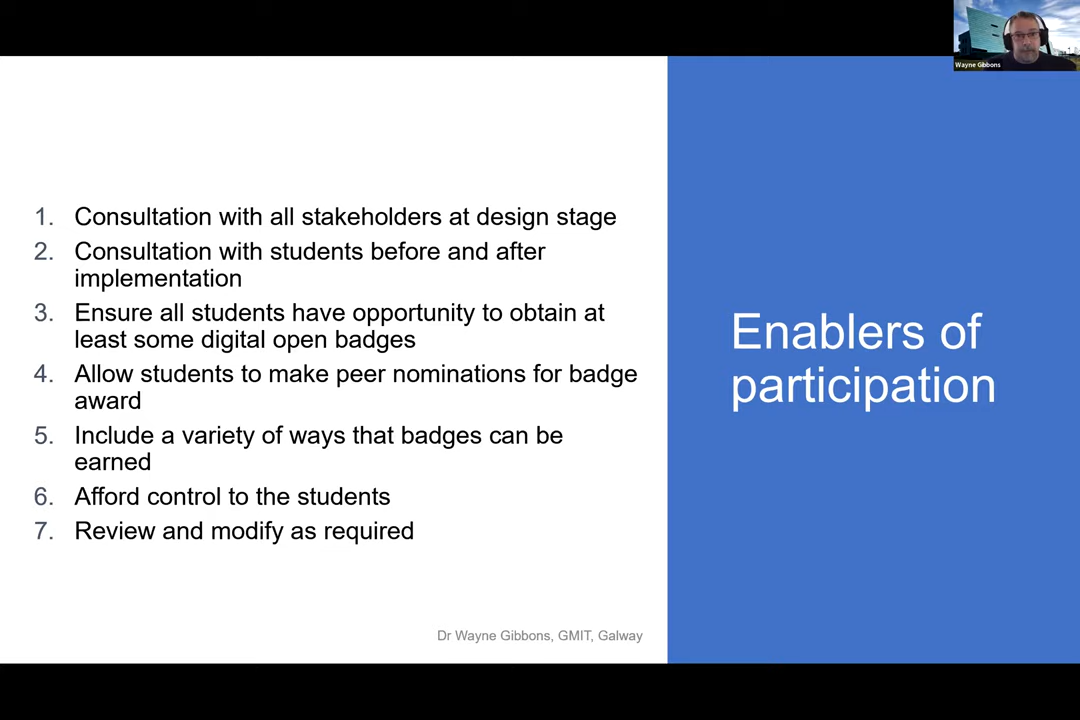 Wayne Gibbons
1. Consultation with all stakeholders at design stage
2. Consultation with students before and after
implementation
3. Ensure all students have opportunity to obtain at
least some digital open badges
4. Allow students to make peer nominations for badge
award
5. Include a variety of ways that badges can be
earned
6. Afford control to the students
7. Review and modify as required
Enablers of
participation
Dr Wayne Gibbons, GMIT, Galway